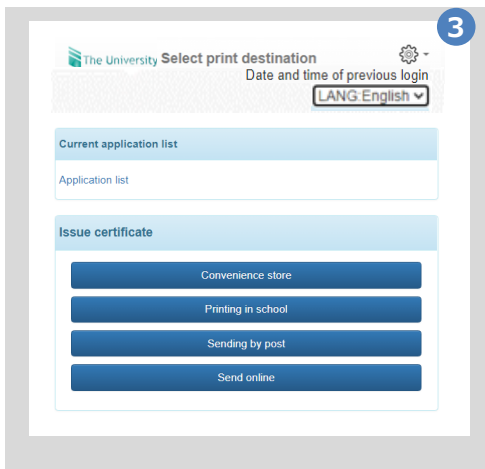 3
The University Select print destination
Date and time of previous login
LANG:English
Current application list
Application list
Issue certificate
Convenience store
Printing in school
Sending by post
Send online